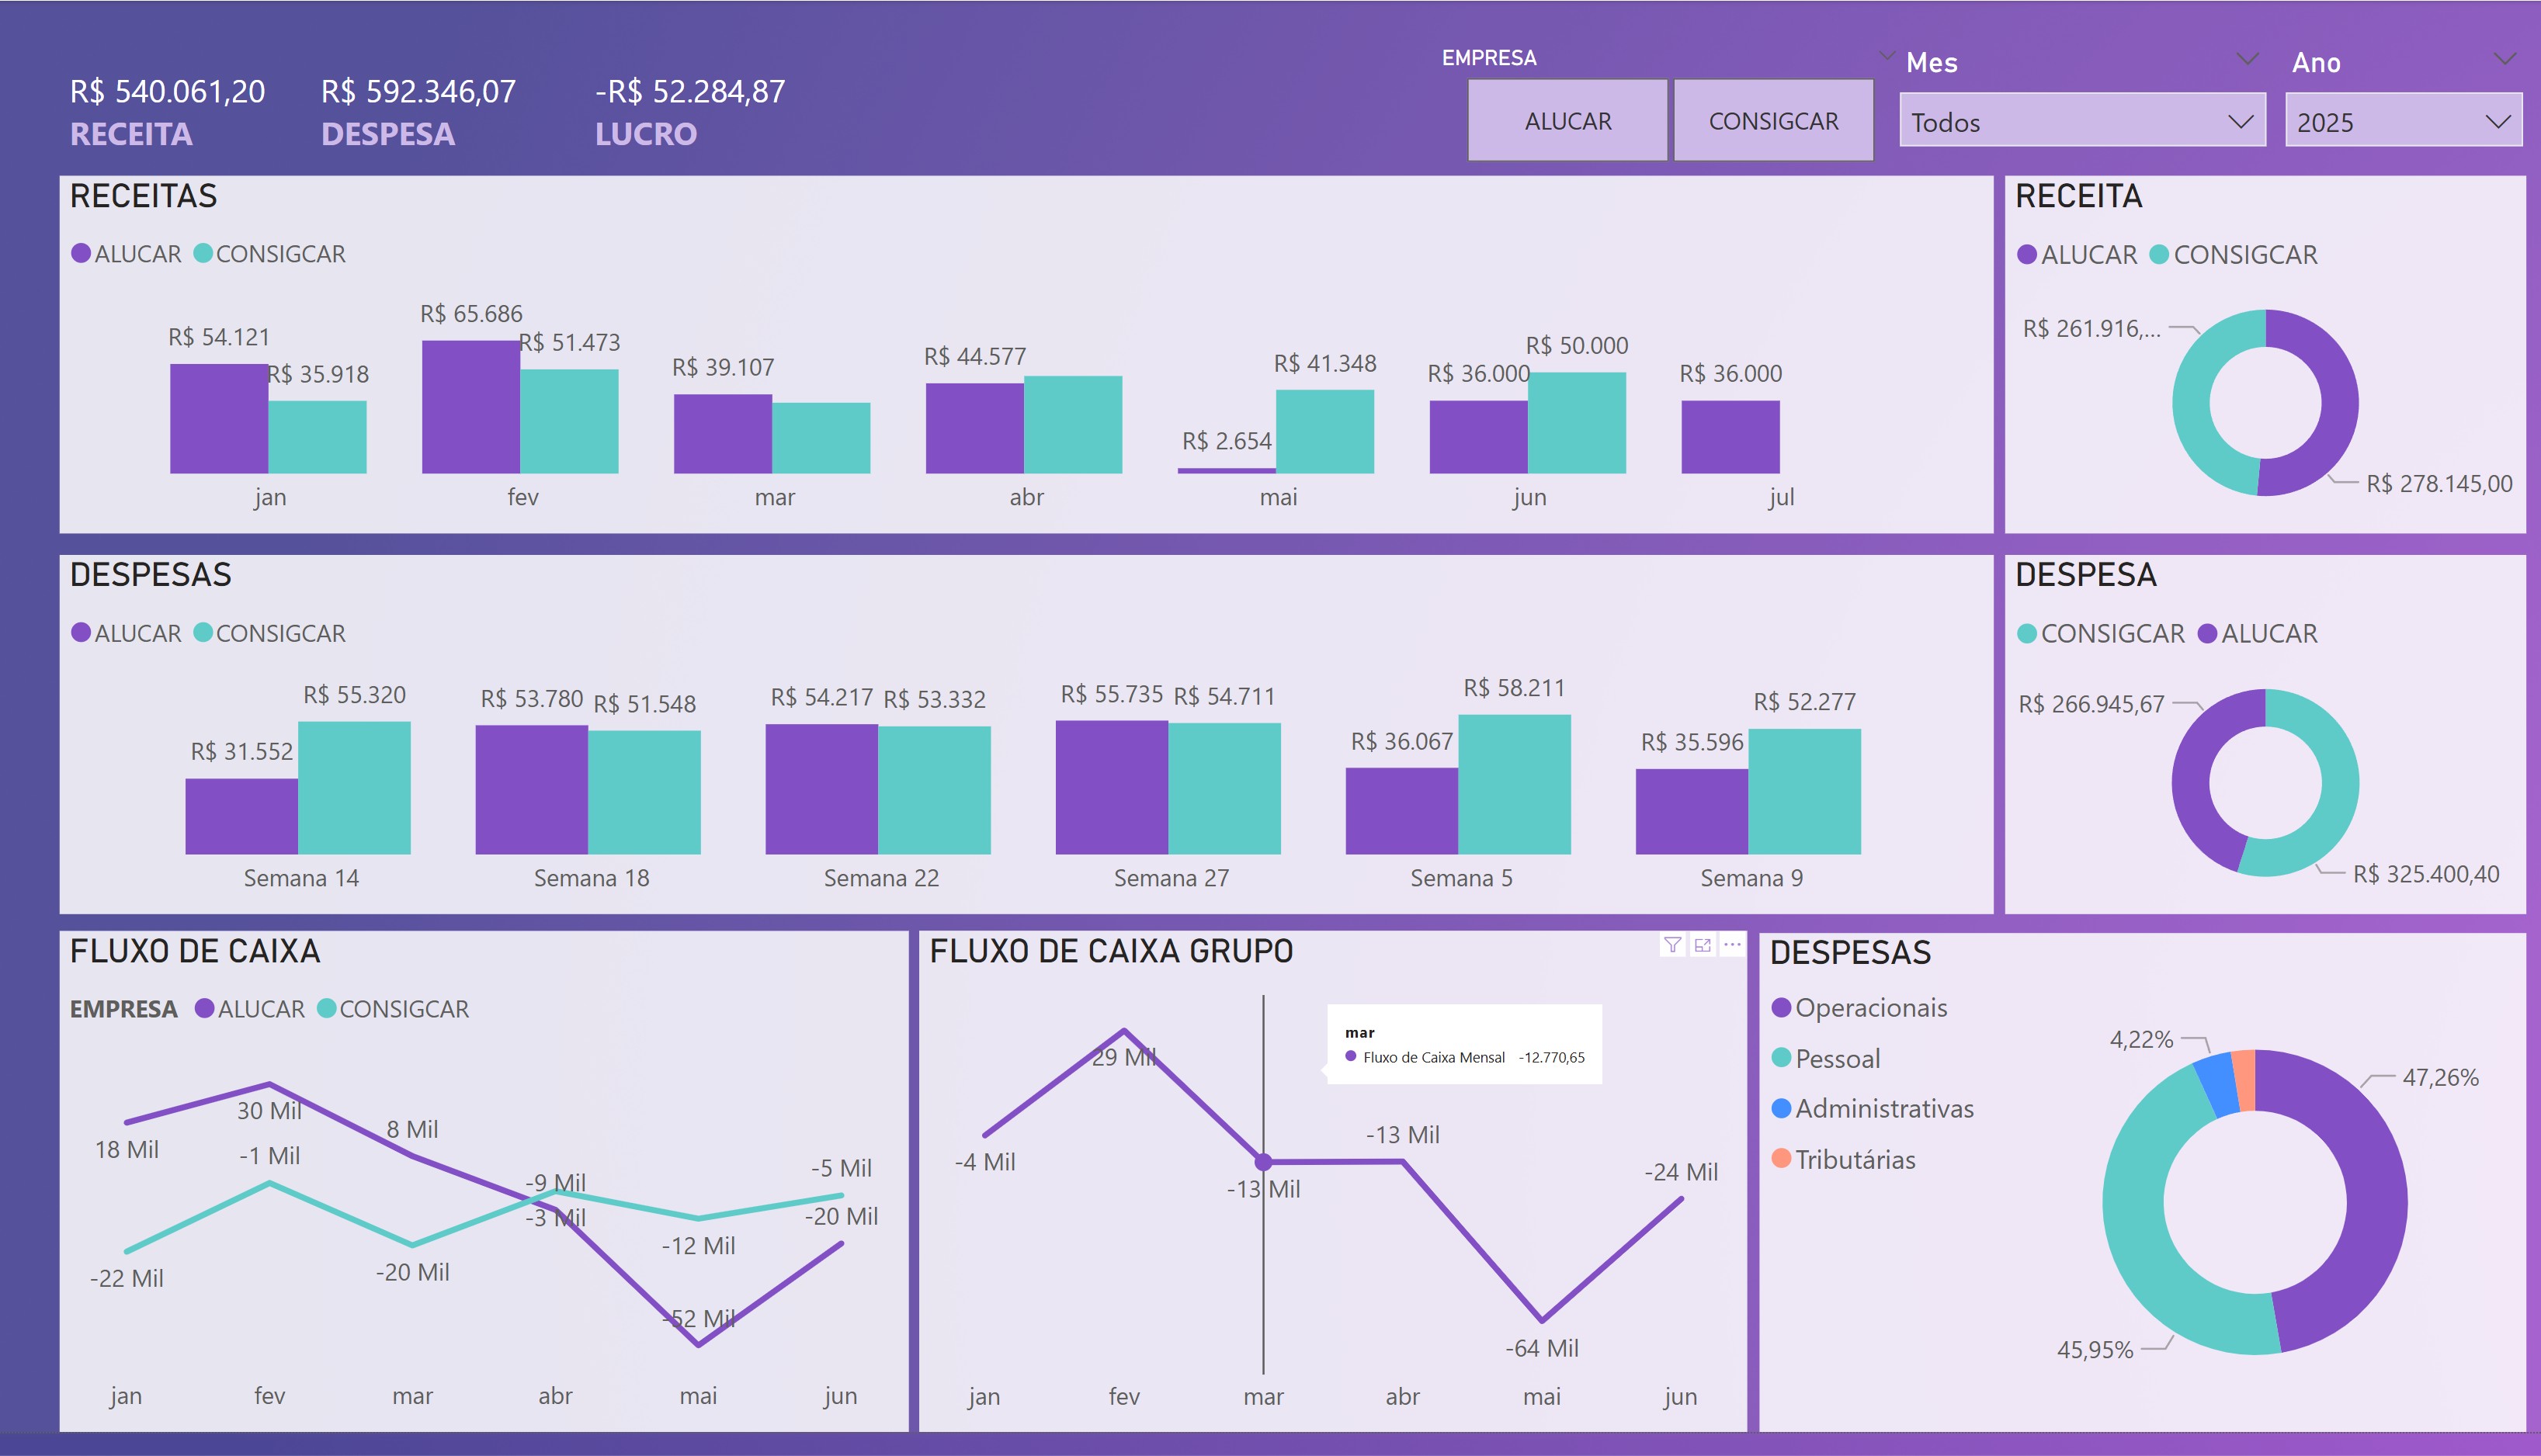 EMPRESA
Mes
Ano
R$ 540.061,20
R$ 592.346,07
-R$ 52.284,87
RECEITA
DESPESA
LUCRO
ALUCAR
CONSIGCAR
Todos
2025
RECEITAS
ALUCAR CONSIGCAR
R$ 54.121
R$ 35.918
R$ 65.686
R$ 51.473
R$ 39.107
R$ 44.577
R$ 2.654
R$ 41.348
R$ 36.000
R$ 50.000
R$ 36.000
jan fev mar abr mai jun jul
RECEITA
ALUCAR CONSIGCAR
R$ 261.916,...
R$ 278.145,00
DESPESAS
ALUCAR CONSIGCAR
R$ 31.552
R$ 55.320
R$ 53.780
R$ 51.548
R$ 54.217
R$ 53.332
R$ 55.735
R$ 54.711
R$ 36.067
R$ 58.211
R$ 35.596
R$ 52.277
Semana 14 Semana 18 Semana 22 Semana 27 Semana 5 Semana 9
DESPESA
CONSIGCAR ALUCAR
R$ 266.945,67
R$ 325.400,40
FLUXO DE CAIXA
EMPRESA ALUCAR CONSIGCAR
18 Mil
30 Mil
8 Mil
-1 Mil
-9 Mil
-3 Mil
-5 Mil
-20 Mil
-22 Mil
-20 Mil
-12 Mil
-52 Mil
jan fev mar abr mai jun
FLUXO DE CAIXA GRUPO
mar
Fluxo de Caixa Mensal -12.770,65
-4 Mil
29 Mil
-13 Mil
-13 Mil
-64 Mil
-24 Mil
jan fev mar abr mai jun
DESPESAS
Operacionais
Pessoal
Administrativas
Tributárias
4,22%
47,26%
45,95%